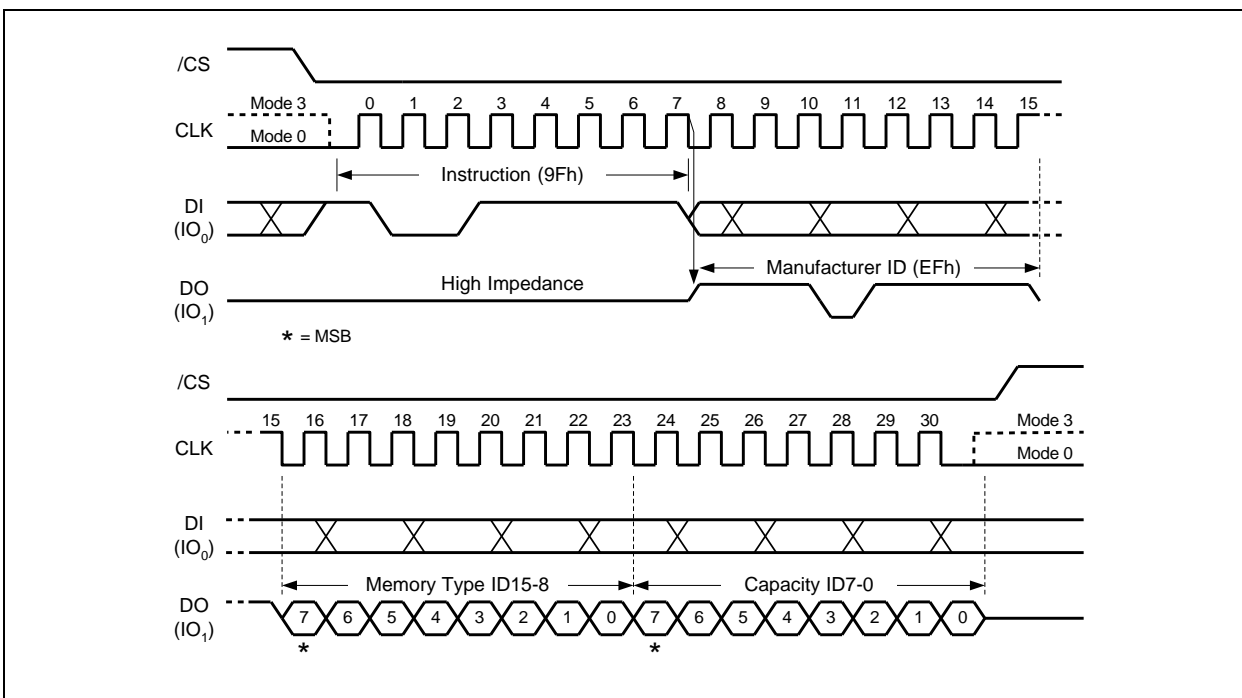 /CS
Mode 3 0 1 2 3 4 5 6 7 8 9 10 11 12 13 14 15
CLK
Mode 0
Instruction (9Fh)
DI
(IO0)
Manufacturer ID (EFh)
High Impedance
DO
(IO1)
* = MSB
/CS
15 16 17 18 19 20 21 22 23 24 25 26 27 28 29 30 Mode 3
CLK
Mode 0
DI
(IO0)
Memory Type ID15-8 Capacity ID7-0
DO
(IO1)
7 6 5 4 3 2 1 0 7 6 5 4 3 2 1 0
* *